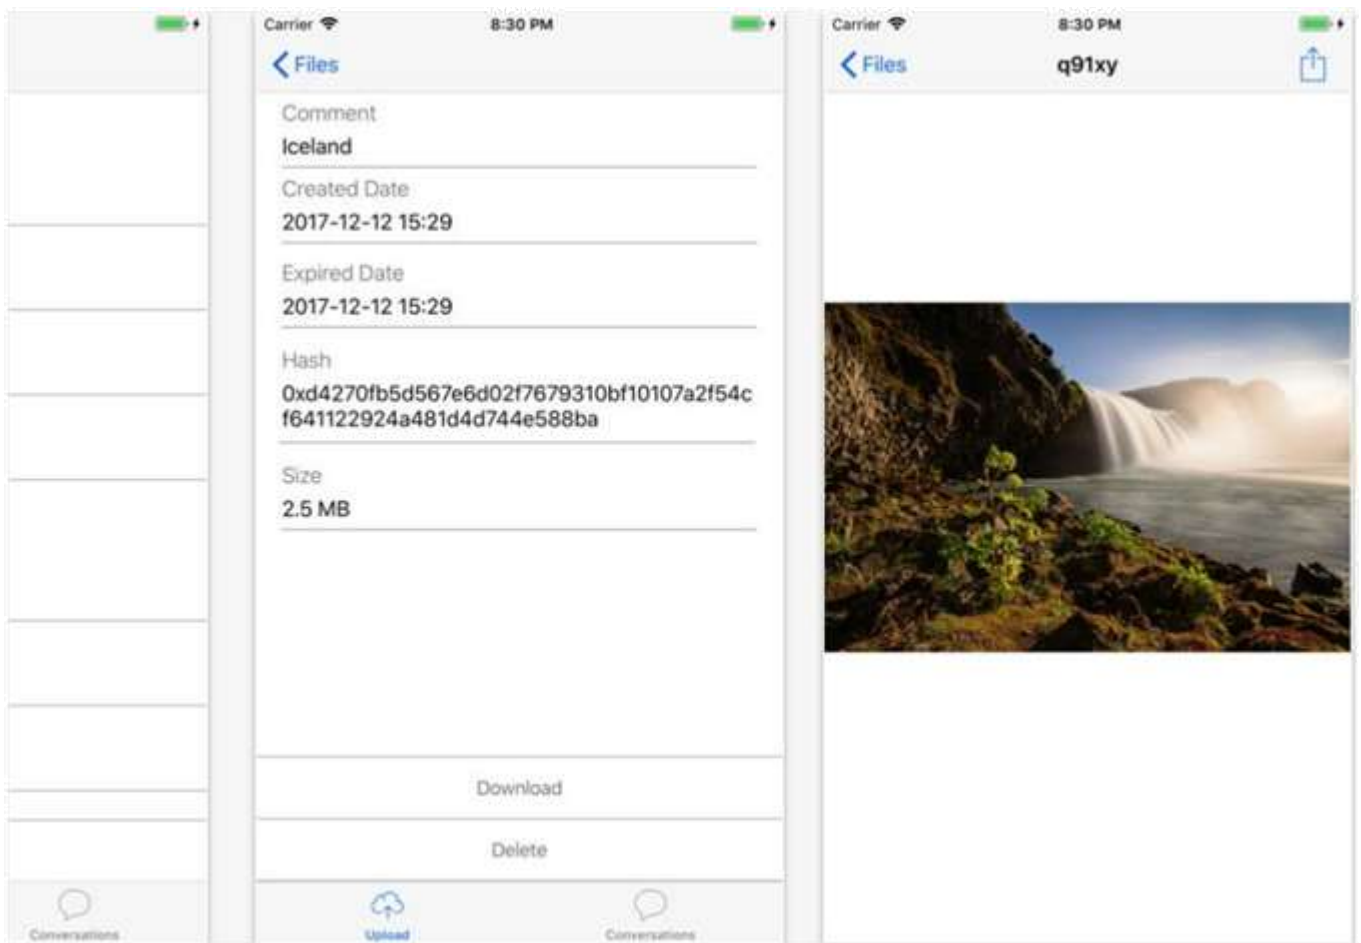 Carrier 8:30 PM
Files
Comment
Iceland
Created Date
2017-12-12 15:29
Expired Date
2017-12-12 15:29
Hash
0xd4270fb5d567e6d02f7679310bf10107a2f54c
f641122924a481d4d744e588ba
Size
2.5 MB
Download
Delete
Upload Conversations
Carrier 8:30 PM
Files q91xy
Conversations